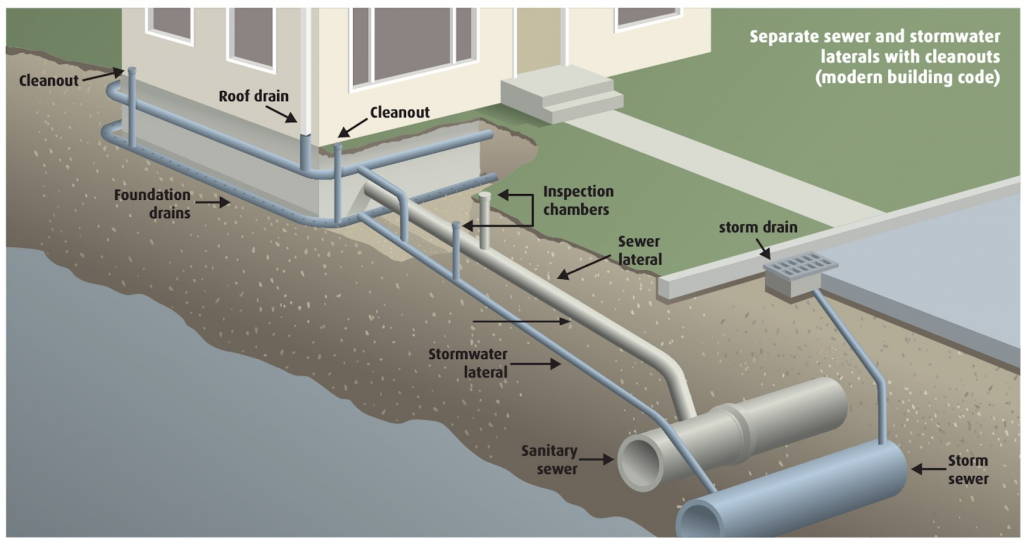 Separate sewer and stormwater
laterals with cleanouts
(modern building code)
Cleanout
Roof drain
Cleanout
Foundation
drains
Inspection
chambers
Sewer
lateral
storm drain
Stormwater
lateral
Sanitary
sewer
Storm
sewer